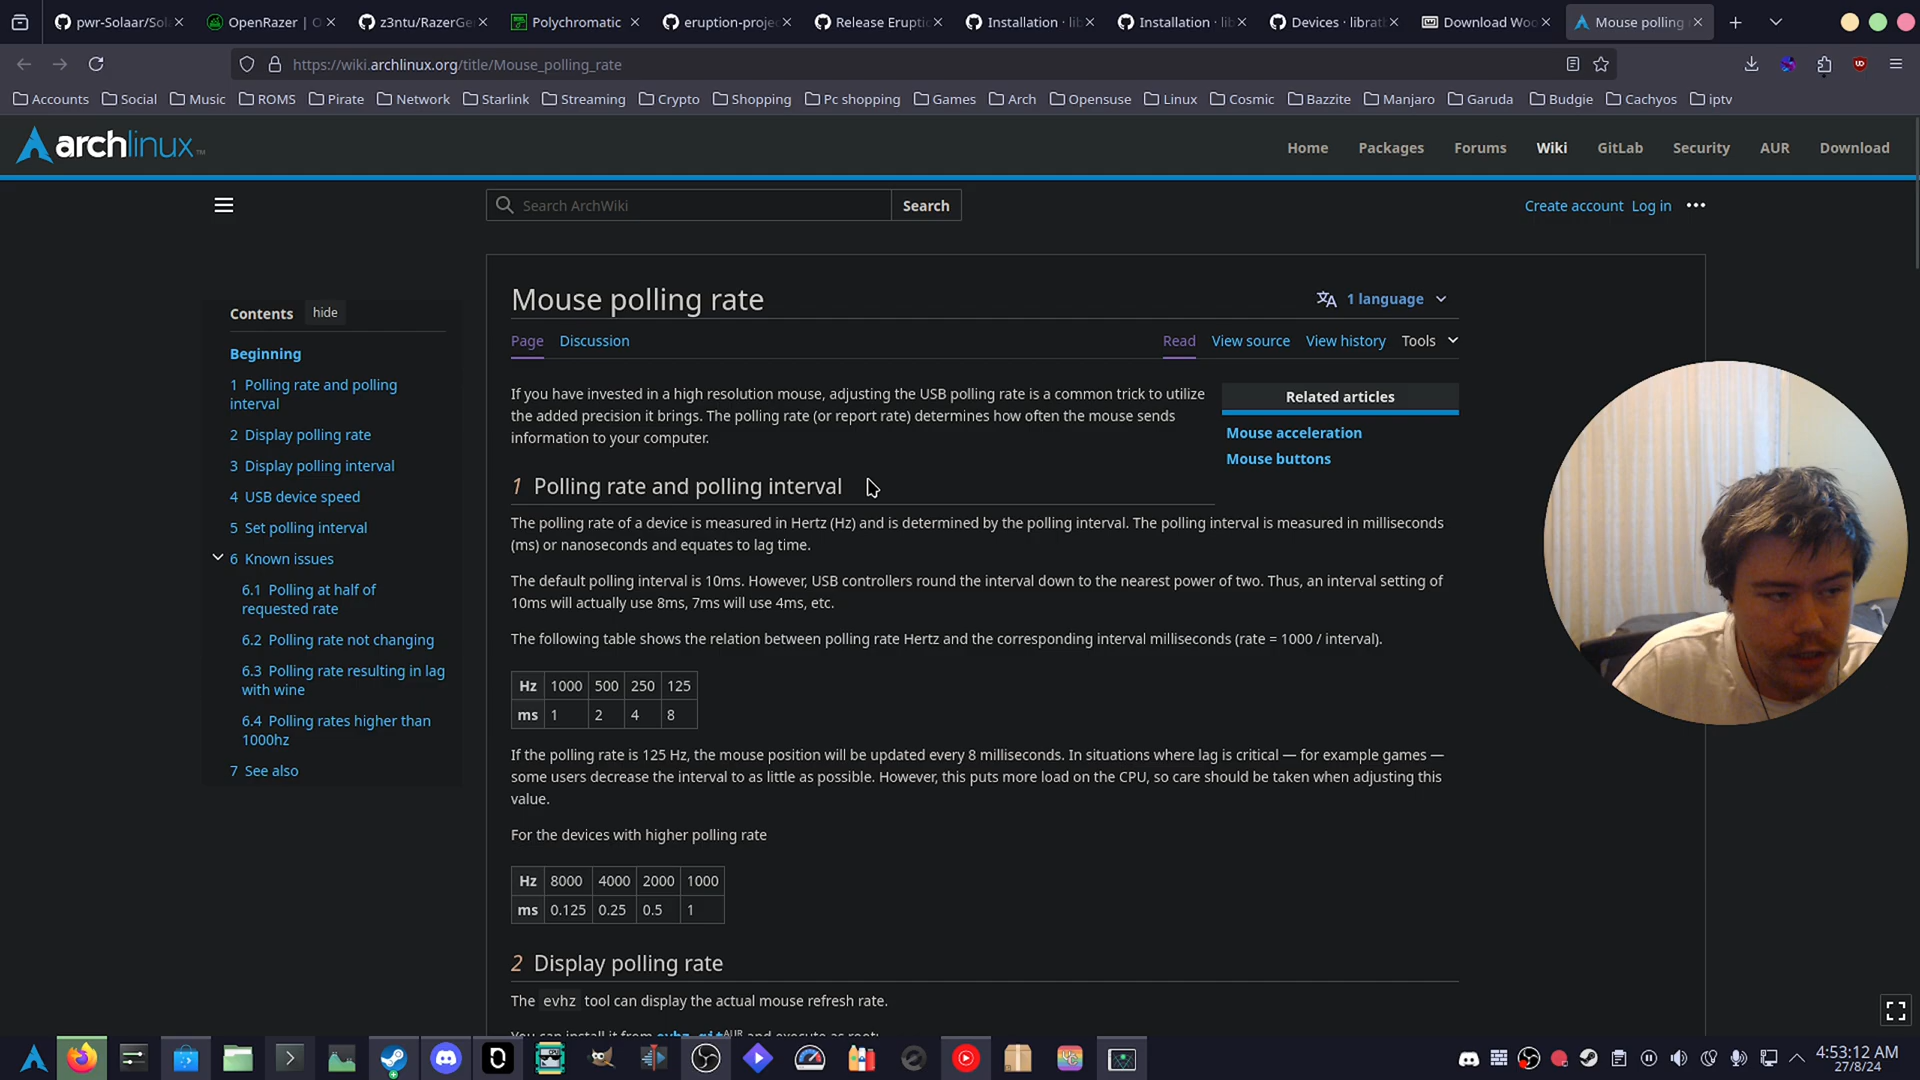 pwr-Solaar/Sol
OpenRazer | O
z3ntu/RazerGe
Polychromatic
eruption-projec
Release Eruptic
Installation · lib
Installation · lib
Devices · librat
Download Woo
Mouse polling
https://wiki.archlinux.org/title/Mouse_polling_rate
Accounts
Social
Music
ROMS
Pirate
Network
Starlink
Streaming
Crypto
Shopping
Pc shopping
Games
Arch
Opensuse
Linux
Cosmic
Bazzite
Manjaro
Garuda
Budgie
Cachyos
iptv
archlinux
Home
Packages
Forums
Wiki
GitLab
Security
AUR
Download
Search ArchWiki
Search
Create account Log in
Contents hide
Beginning
1 Polling rate and polling
interval
2 Display polling rate
3 Display polling interval
4 USB device speed
5 Set polling interval
6 Known issues
6.1 Polling at half of
requested rate
6.2 Polling rate not changing
6.3 Polling rate resulting in lag
with wine
6.4 Polling rates higher than
1000hz
7 See also
Mouse polling rate
1 language
Page Discussion
Read View source View history Tools
If you have invested in a high resolution mouse, adjusting the USB polling rate is a common trick to utilize
the added precision it brings. The polling rate (or report rate) determines how often the mouse sends
information to your computer.
Related articles
Mouse acceleration
Mouse buttons
1 Polling rate and polling interval
The polling rate of a device is measured in Hertz (Hz) and is determined by the polling interval. The polling interval is measured in milliseconds
(ms) or nanoseconds and equates to lag time.
The default polling interval is 10ms. However, USB controllers round the interval down to the nearest power of two. Thus, an interval setting of
10ms will actually use 8ms, 7ms will use 4ms, etc.
The following table shows the relation between polling rate Hertz and the corresponding interval milliseconds (rate = 1000 / interval).
Hz 1000 500 250 125
ms 1 2 4 8
If the polling rate is 125 Hz, the mouse position will be updated every 8 milliseconds. In situations where lag is critical — for example games —
some users decrease the interval to as little as possible. However, this puts more load on the CPU, so care should be taken when adjusting this
value.
For the devices with higher polling rate
Hz 8000 4000 2000 1000
ms 0.125 0.25 0.5 1
2 Display polling rate
The evhz tool can display the actual mouse refresh rate.
You can install it from evhz-git AUR and execute as root:
4:53:12 AM
27/8/24